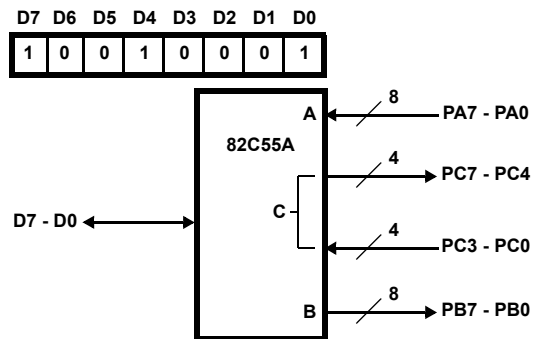 D7 D6 D5 D4 D3 D2 D1 D0
1 0 0 1 0 0 0 1
A 8 PA7 - PA0
82C55A
4 PC7 - PC4
C
D7 - D0
4 PC3 - PC0
B 8 PB7 - PB0